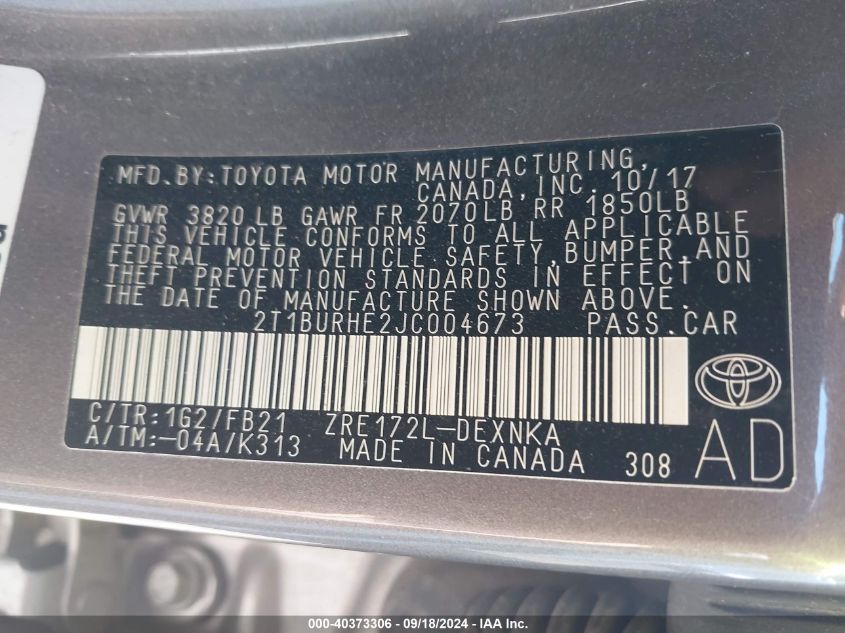 MFD.BY:TOYOTA MOTOR MANUFACTURING,
CANADA,INC. 10/17
GVWR 3820LB GAWR FR 2070LB RR 1850LB
THIS VEHICLE CONFORMS TO ALL APPLICABLE
FEDERAL MOTOR VEHICLE SAFETY,BUMPER,AND
THEFT PREVENTION STANDARDS IN EFFECT ON
THE DATE OF MANUFACTURE SHOWN ABOVE.
2T1BURHE2JC004673 PASS.CAR
C/TR:1G2/FB21 ZRE172L-DEXNKA
A/TM:-04A/K313 MADE IN CANADA 308 AD
000-40373306 - 09/18/2024 - IAA Inc.